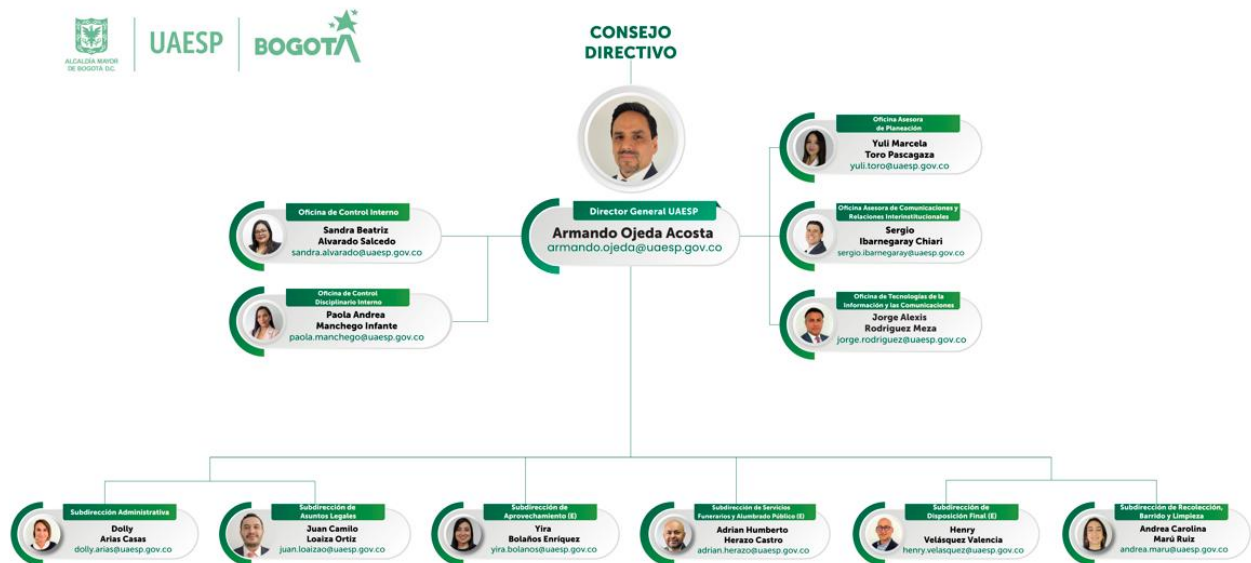 ALCALDÍA MAYOR
DE BOGOTÁ D.C.
UAESP
BOGOTÁ
CONSEJO
DIRECTIVO
Director General UAESP
Armando Ojeda Acosta
armando.ojeda@uaesp.gov.co
Oficina de Control Interno
Sandra Beatriz
Alvarado Salcedo
sandra.alvarado@uaesp.gov.co
Oficina de Control
Disciplinario Interno
Paola Andrea
Manchego Infante
paola.manchego@uaesp.gov.co
Oficina Asesora
de Planeación
Yuli Marcela
Toro Pascagaza
yuli.toro@uaesp.gov.co
Oficina Asesora de Comunicaciones y
Relaciones Interinstitucionales
Sergio
Ibarnegaray Chiari
sergio.ibarnegaray@uaesp.gov.co
Oficina de Tecnologías de la
Información y las Comunicaciones
Jorge Alexis
Rodriguez Meza
jorge.rodriguez@uaesp.gov.co
Subdirección Administrativa
Dolly
Arias Casas
dolly.arias@uaesp.gov.co
Subdirección de
Asuntos Legales
Juan Camilo
Loaiza Ortiz
juan.loaizao@uaesp.gov.co
Subdirección de
Aprovechamiento (E)
Yira
Bolaños Enríquez
yira.bolanos@uaesp.gov.co
Subdirección de Servicios
Funerarios y Alumbrado Público (E)
Adrian Humberto
Herazo Castro
adrian.herazo@uaesp.gov.co
Subdirección de
Disposición Final (E)
Henry
Velásquez Valencia
henry.velasquez@uaesp.gov.co
Subdirección de Recolección,
Barrido y Limpieza
Andrea Carolina
Marú Ruiz
andrea.maru@uaesp.gov.co